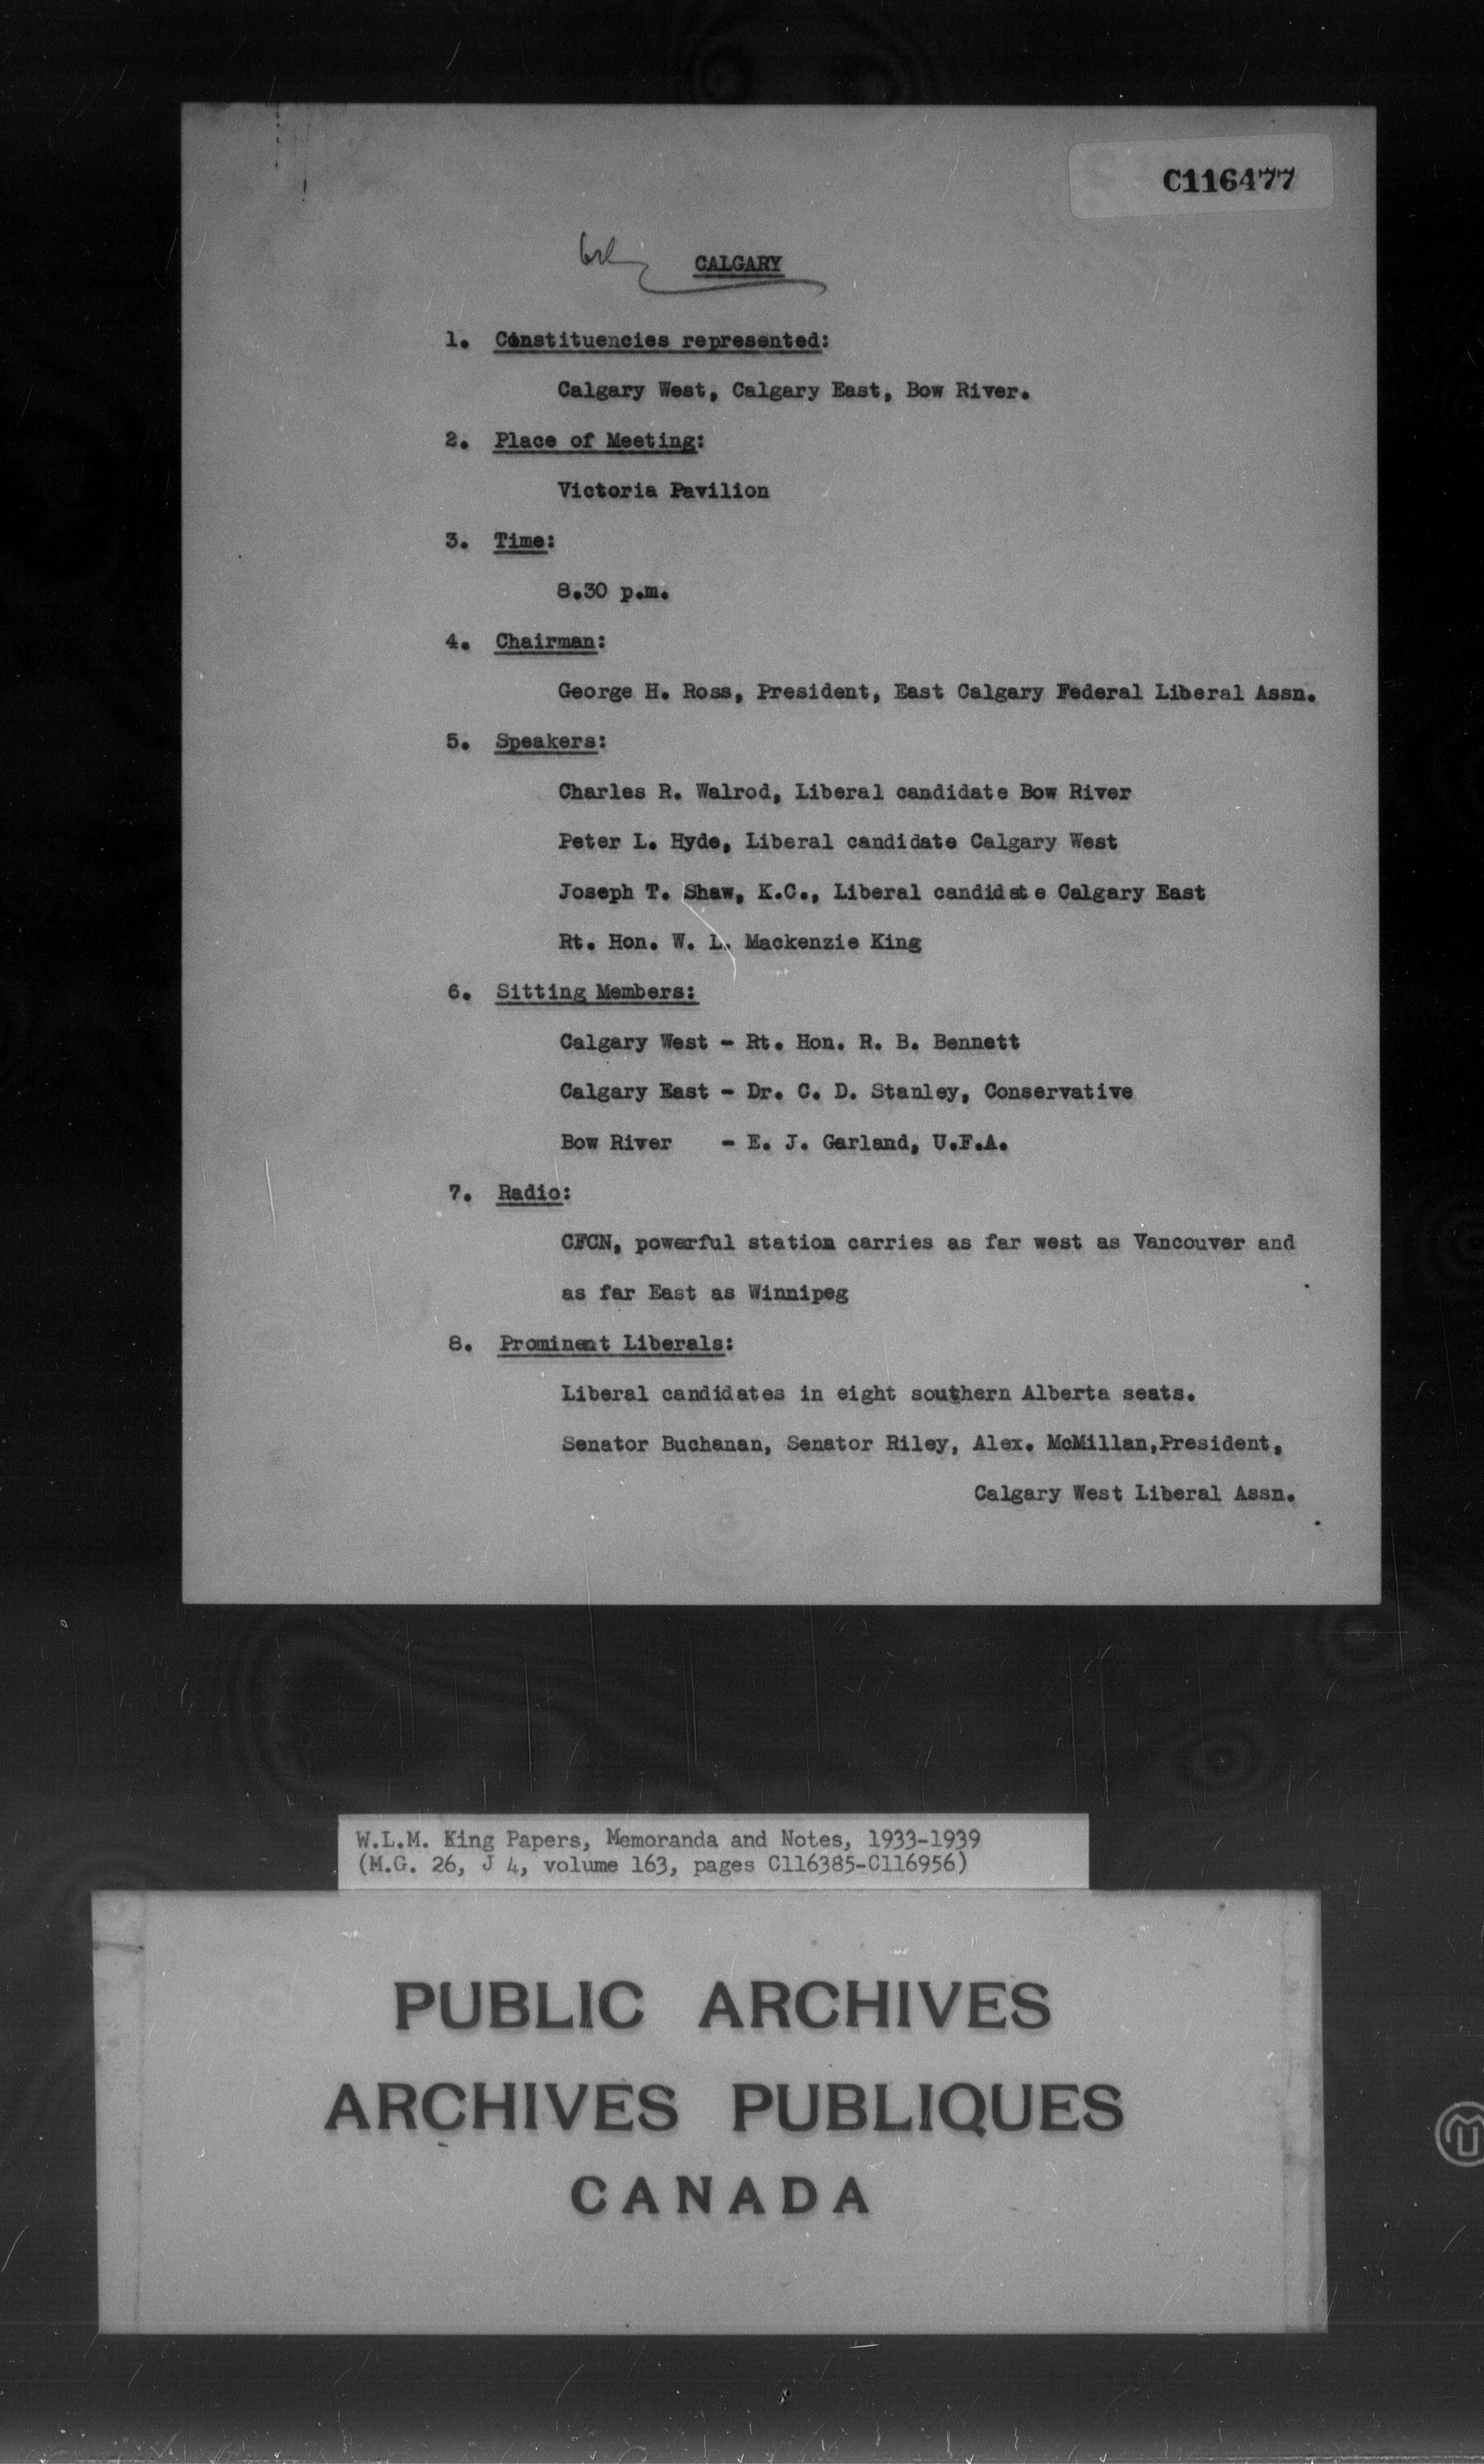 C116477
CALGARY
1. Constituencies represented:
Calgary West, Calgary East, Bow River.
2. Place of Meeting:
Victoria Pavilion
3. Time:
8.30 p.m.
4. Chairman:
George H. Ross, President, East Calgary Federal Liberal Assn.
5. Speakers:
Charles R. Walrod, Liberal candidate Bow River
Peter L. Hyde, Liberal candidate Calgary West
Joseph T. Shaw, K.C., Liberal candidate Calgary East
Rt. Hon. W. L. Mackenzie King
6. Sitting Members:
Calgary West - Rt. Hon. R. B. Bennett
Calgary East - Dr. C. D. Stanley, Conservative
Bow River - E. J. Garland, U.F.A.
7. Radio:
CFCN, powerful station carries as far west as Vancouver and
as far East as Winnipeg
8. Prominent Liberals:
Liberal candidates in eight southern Alberta seats.
Senator Buchanan, Senator Riley, Alex. McMillan,President,
Calgary West Liberal Assn.
W.L.M. King Papers, Memoranda and Notes, 1933-1939
(M.G. 26, J 4, volume 163, pages C116385-C116956)
PUBLIC ARCHIVES
ARCHIVES PUBLIQUES
CANADA